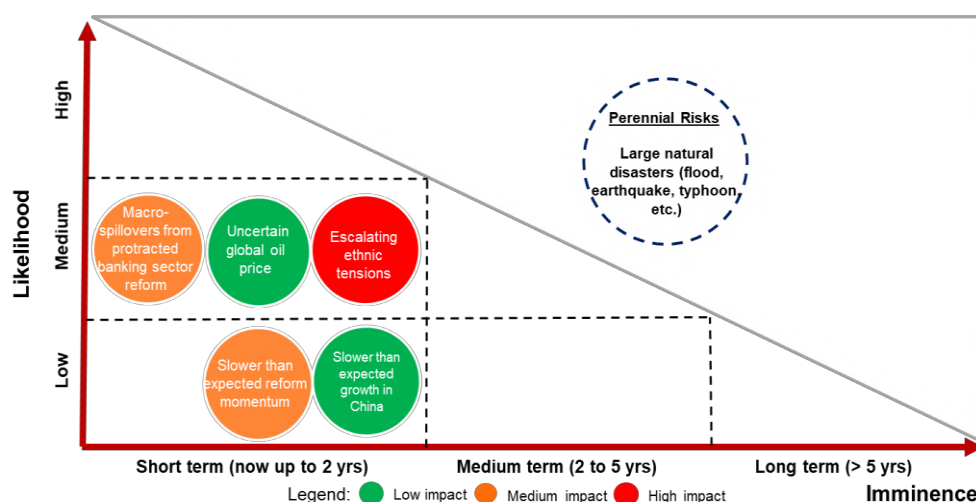 High
Perennial Risks
Large natural
disasters (flood,
earthquake, typhoon,
etc.)
Likelihood
Medium
Macro-
spillovers from
protracted
banking sector
reform
Uncertain
global oil
price
Escalating
ethnic
tensions
Low
Slower than
expected reform
momentum
Slower than
expected
growth in
China
Short term (now up to 2 yrs)
Medium term (2 to 5 yrs)
Long term (> 5 yrs)
Imminence
Legend: Low impact Medium impact High impact